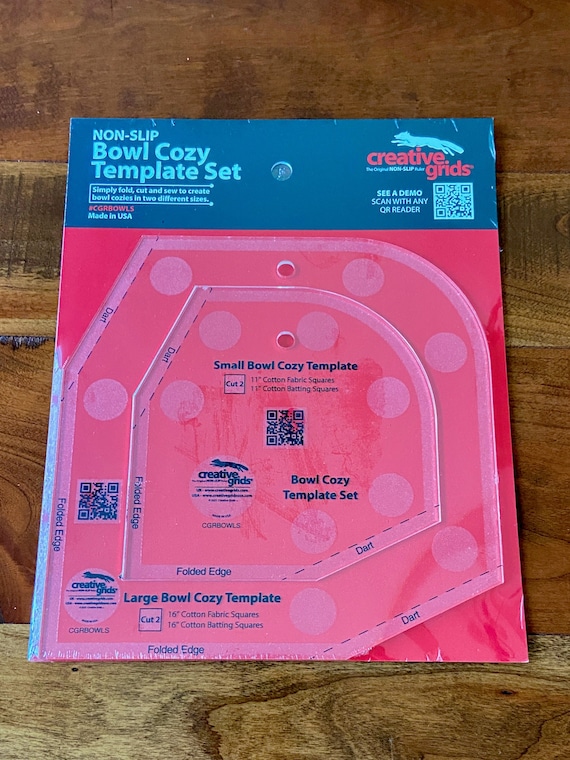 NON-SLIP
Bowl Cozy
Template Set
Simply fold, cut and sew to create
bowl cozies in two different sizes.
#CGRBOWLS
Made in USA
creative
grids®
The Original NON-SLIP Ruler
SEE A DEMO
SCAN WITH ANY
QR READER
Dart
Dart
Small Bowl Cozy Template
Cut 2
11" Cotton Fabric Squares
11" Cotton Batting Squares
creative
grids
CGRBOWLS
Bowl Cozy
Template Set
Folded Edge
Folded Edge
Folded Edge
Dart
creative
grids
CGRBOWLS
Large Bowl Cozy Template
Cut 2
16" Cotton Fabric Squares
16" Cotton Batting Squares
Dart
Folded Edge